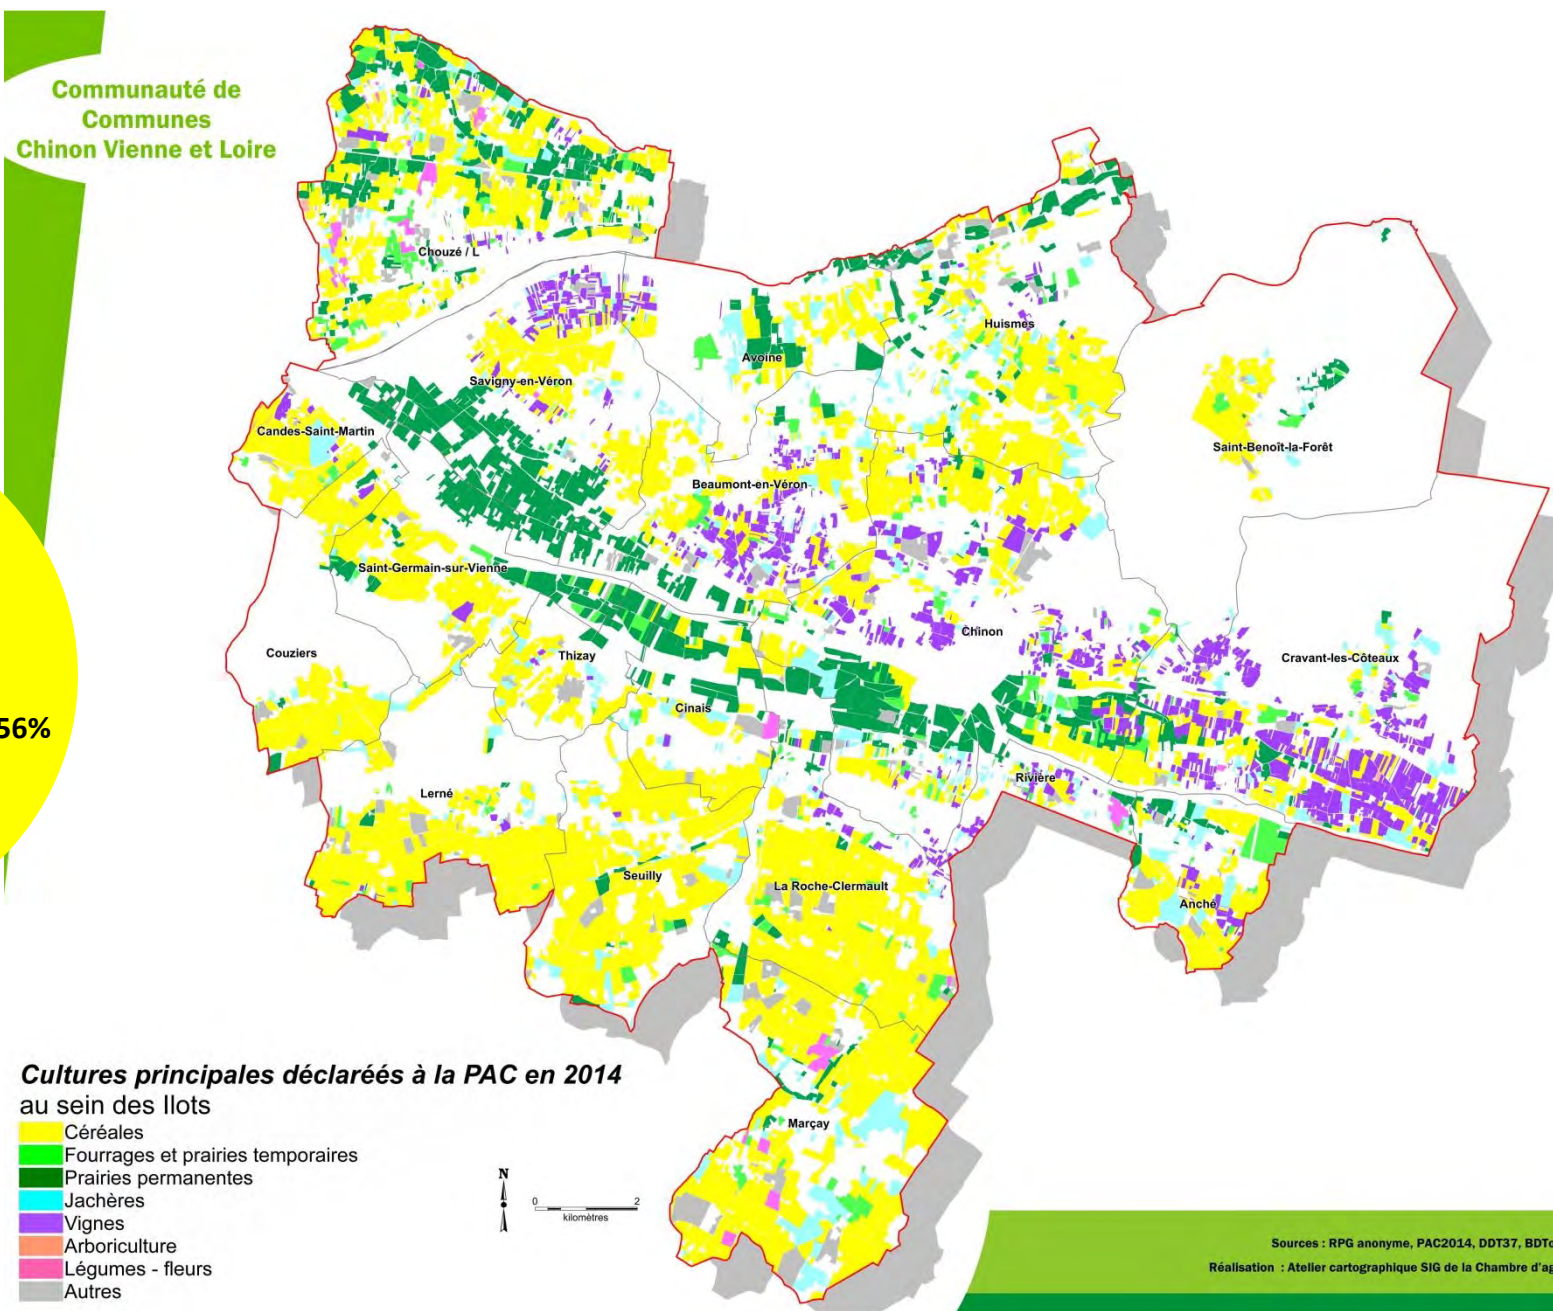 Communauté de
Communes
Chinon Vienne et Loire
Chouzé / L
Huismes
Avoine
Savigny-en-Véron
Candes-Saint-Martin
Saint-Benoît-la-Forêt
Beaumont-en-Véron
Saint-Germain-sur-Vienne
Chinon
Couziers
Thizay
Cravant-les-Côteaux
Cinais
56%
Rivière
Lerné
Seuilly
La Roche-Clermault
Anché
Marçay
Cultures principales déclaréés à la PAC en 2014
au sein des Ilots
Céréales
Fourrages et prairies temporaires
Prairies permanentes
Jachères
Vignes
Arboriculture
Légumes - fleurs
Autres
N
0 2
kilomètres
Sources : RPG anonyme, PAC2014, DDT37,
Réalisation : Atelier cartographique SIG de la Chambre